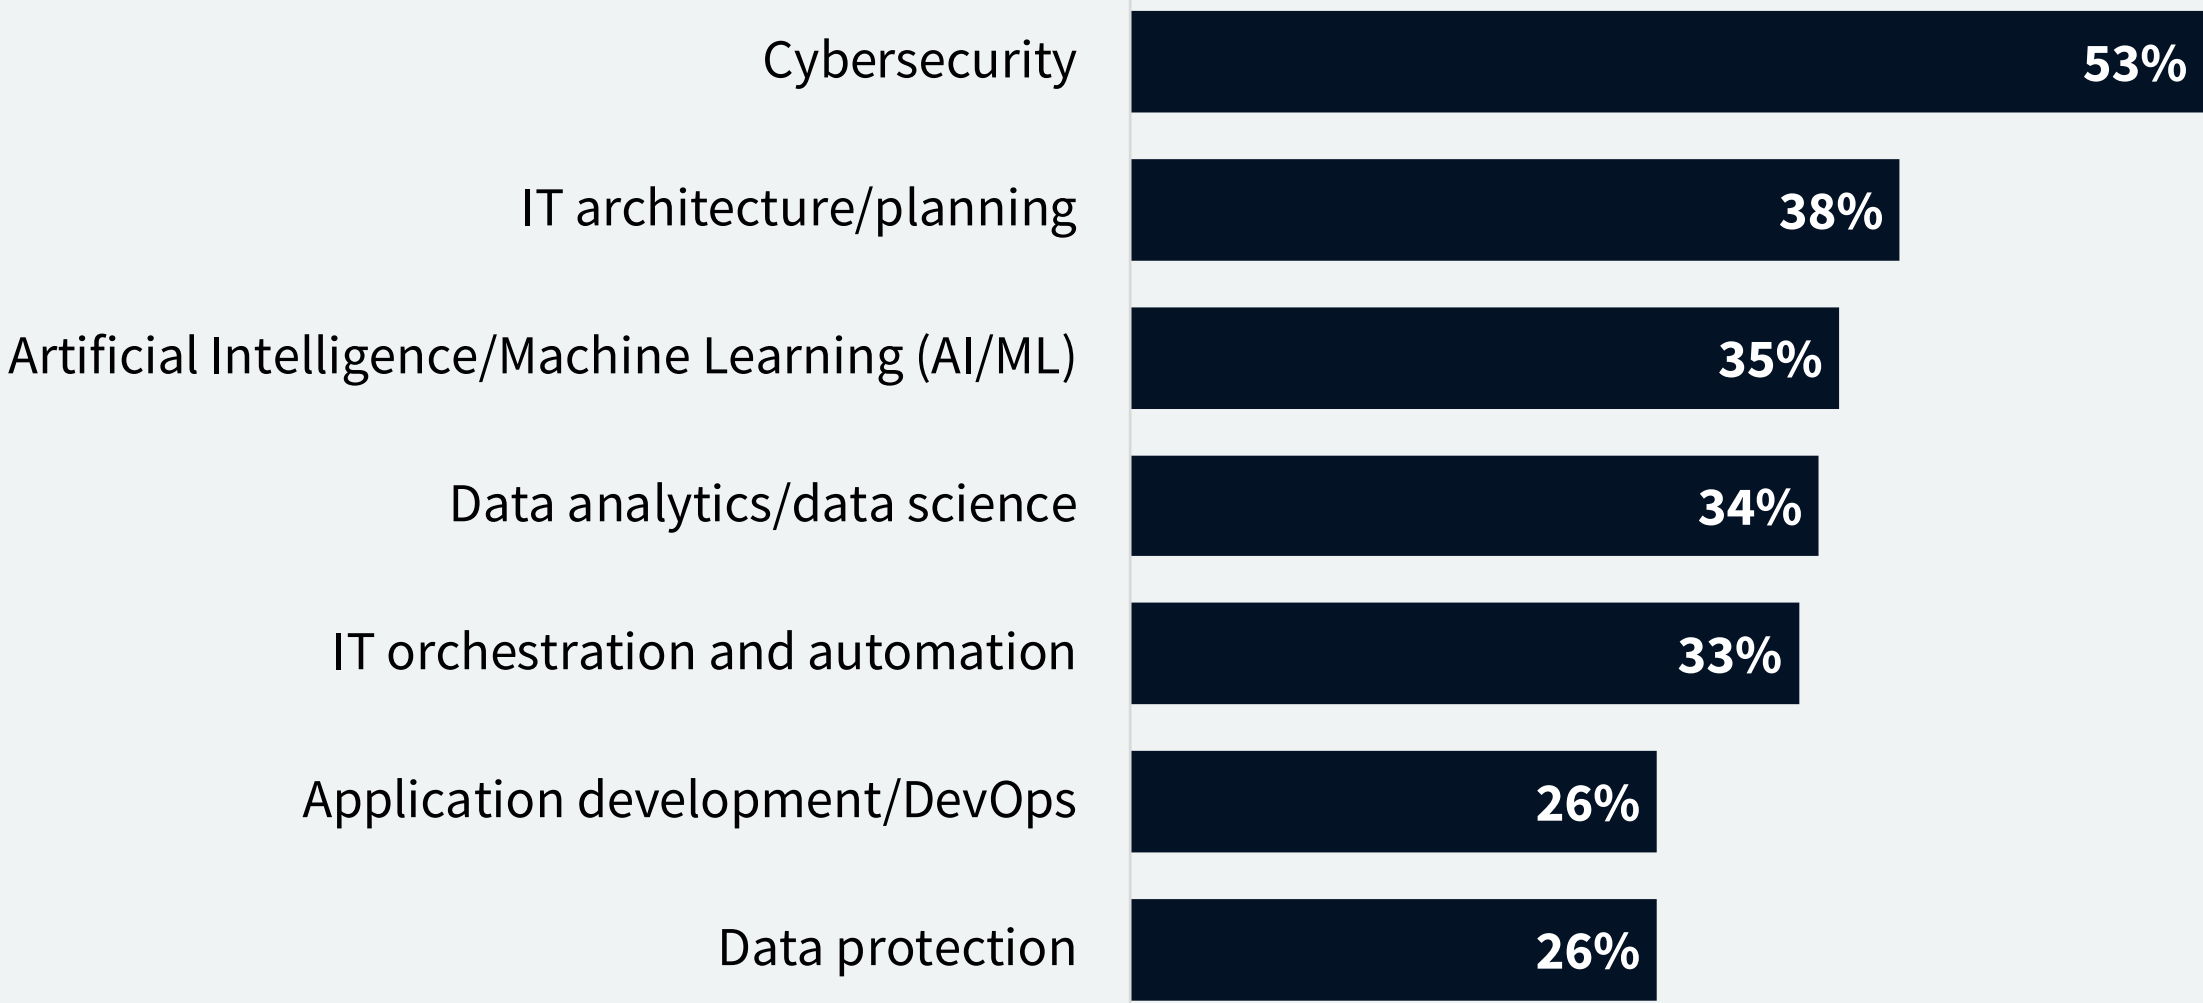 Cybersecurity 53%
IT architecture/planning 38%
Artificial Intelligence/Machine Learning (AI/ML) 35%
Data analytics/data science 34%
IT orchestration and automation 33%
Application development/DevOps 26%
Data protection 26%